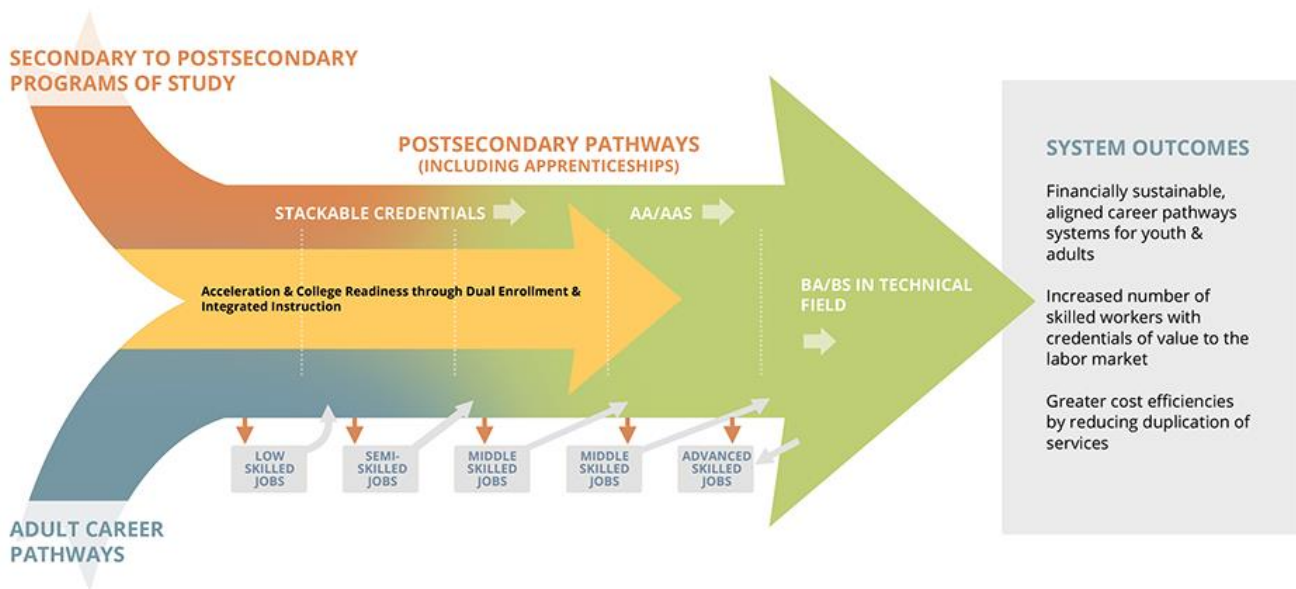 SECONDARY TO POSTSECONDARY
PROGRAMS OF STUDY
POSTSECONDARY PATHWAYS
(INCLUDING APPRENTICESHIPS)
STACKABLE CREDENTIALS
AA/AAS
Acceleration & College Readiness through Dual Enrollment &
Integrated Instruction
BA/BS IN TECHNICAL
FIELD
LOW
SKILLED
JOBS
SEMI-
SKILLED
JOBS
MIDDLE
SKILLED
JOBS
MIDDLE
SKILLED
JOBS
ADVANCED
SKILLED
JOBS
ADULT CAREER
PATHWAYS
SYSTEM OUTCOMES
Financially sustainable,
aligned career pathways
systems for youth &
adults
Increased number of
skilled workers with
credentials of value to the
labor market
Greater cost efficiencies
by reducing duplication of
services